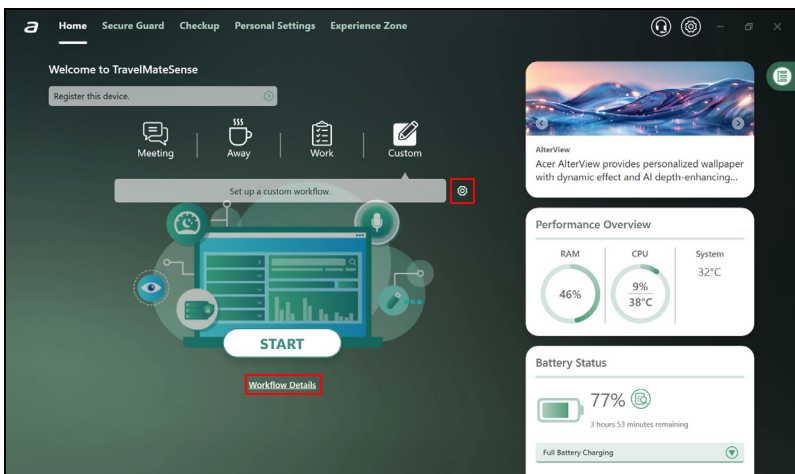 a Home Secure Guard Checkup Personal Settings Experience Zone
Welcome to TravelMateSense
Register this device.
Meeting Away Work Custom
Set up a custom workflow.
START
Workflow Details
AlterView
Acer AlterView provides personalized wallpaper
with dynamic effect and AI depth-enhancing...
Performance Overview
RAM CPU System
46% 9% 38°C 32°C
Battery Status
77%
3 hours 53 minutes remaining
Full Battery Charging